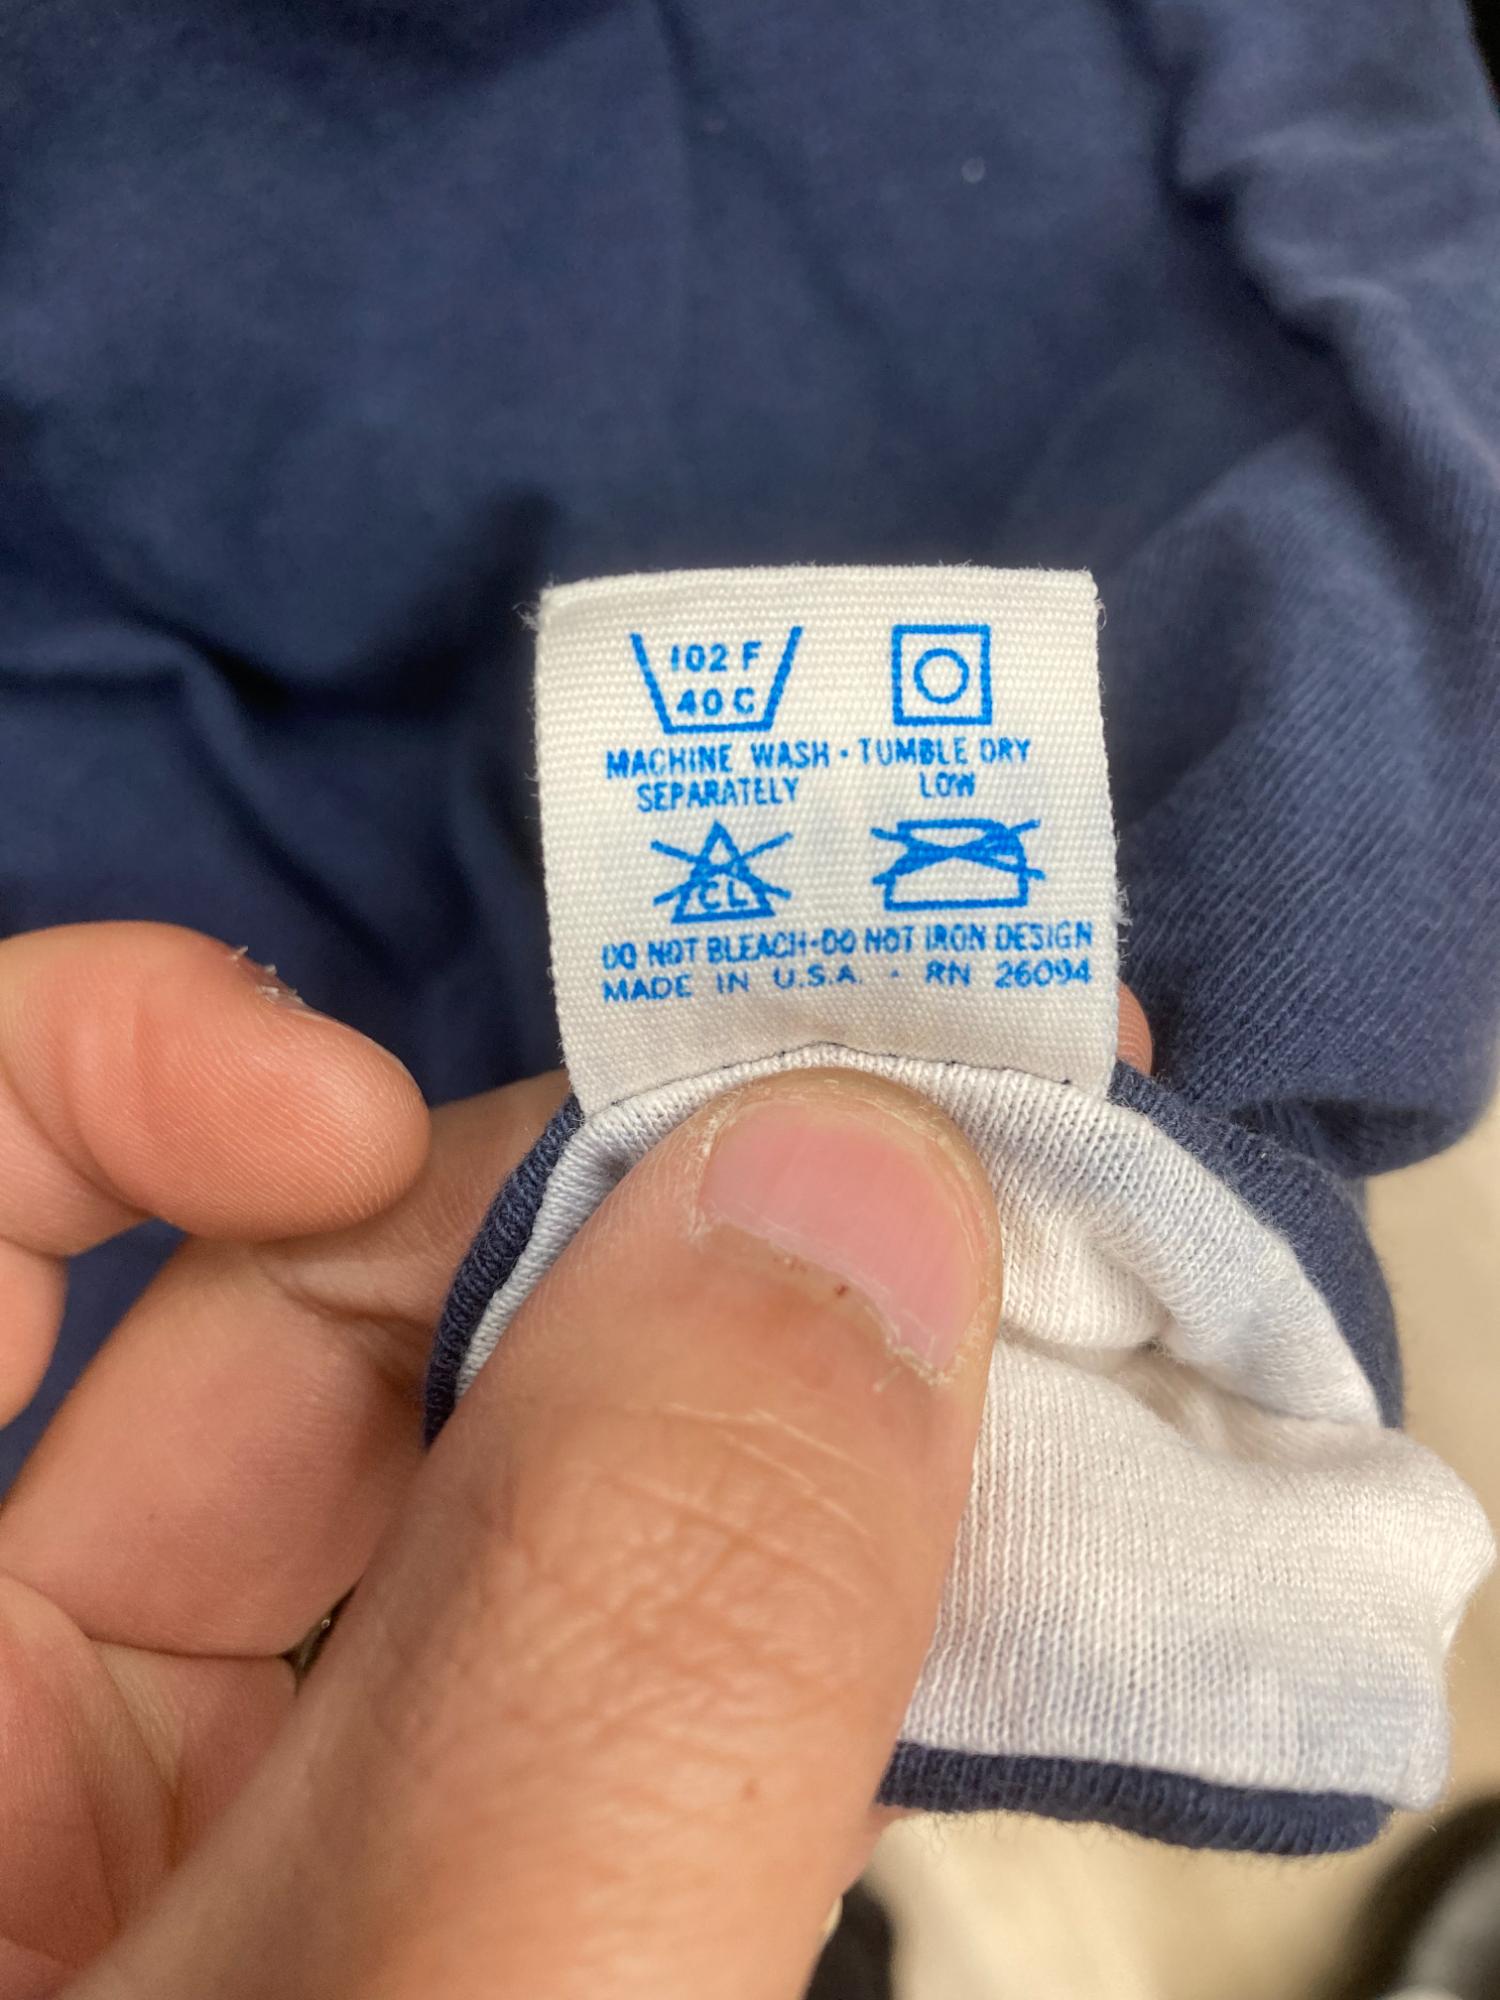 102 F
40 C
MACHINE WASH · TUMBLE DRY
SEPARATELY LOW
CL
DO NOT BLEACH-DO NOT IRON DESIGN
MADE IN U.S.A. · RN 26094